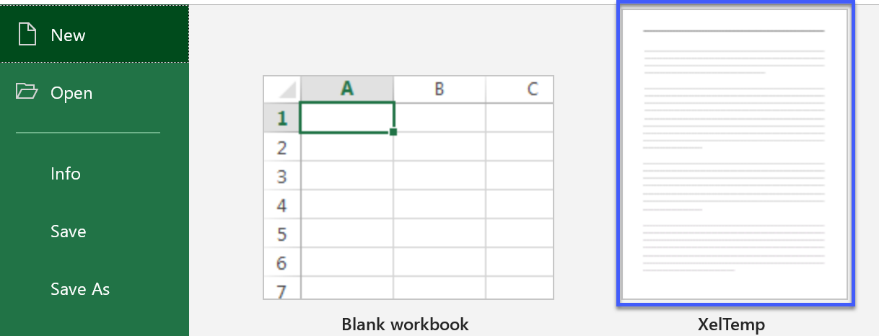 New
Open
Info
Save
Save As
A B C
1
2
3
4
5
6
7
Blank workbook
XelTemp